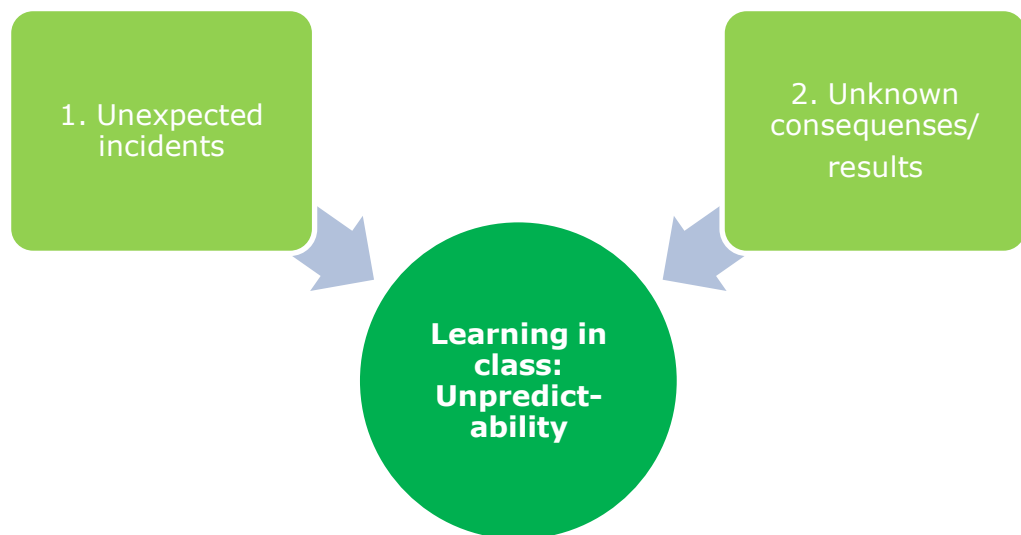 1. Unexpected
incidents
2. Unknown
consequenses/
results
Learning in
class:
Unpredict-
ability